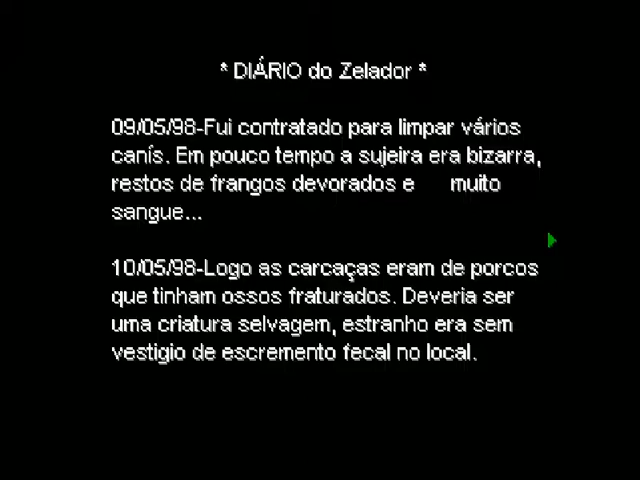 * DIÁRIO do Zelador *
09/05/98-Fui contratado para limpar vários
canís. Em pouco tempo a sujeira era bizarra,
restos de frangos devorados e muito
sangue...
10/05/98-Logo as carcaças eram de porcos
que tinham ossos fraturados. Deveria ser
uma criatura selvagem, estranho era sem
vestigio de escremento fecal no local.